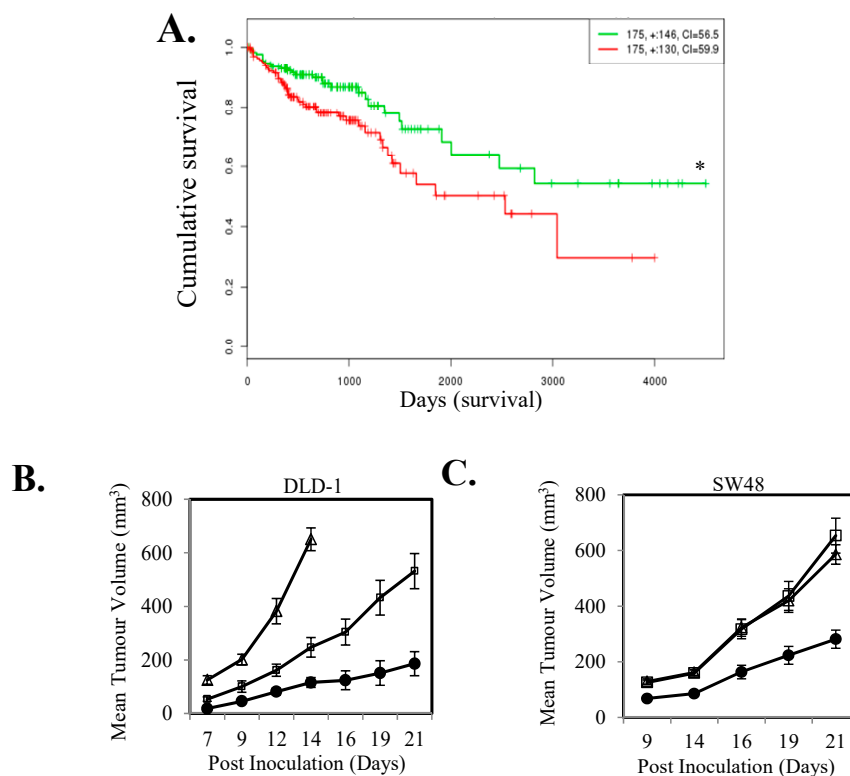 A.
175, +:146, CI=56.5
175, +:130, CI=59.9
Cumulative survival
1.0
0.8
0.6
0.4
0.2
0.0
*
0 1000 2000 3000 4000
Days (survival)
B.
DLD-1
Mean Tumour Volume (mm³)
800
600
400
200
0
7 9 12 14 16 19 21
Post Inoculation (Days)
C.
SW48
Mean Tumour Volume (mm³)
800
600
400
200
0
9 14 16 19 21
Post Inoculation (Days)